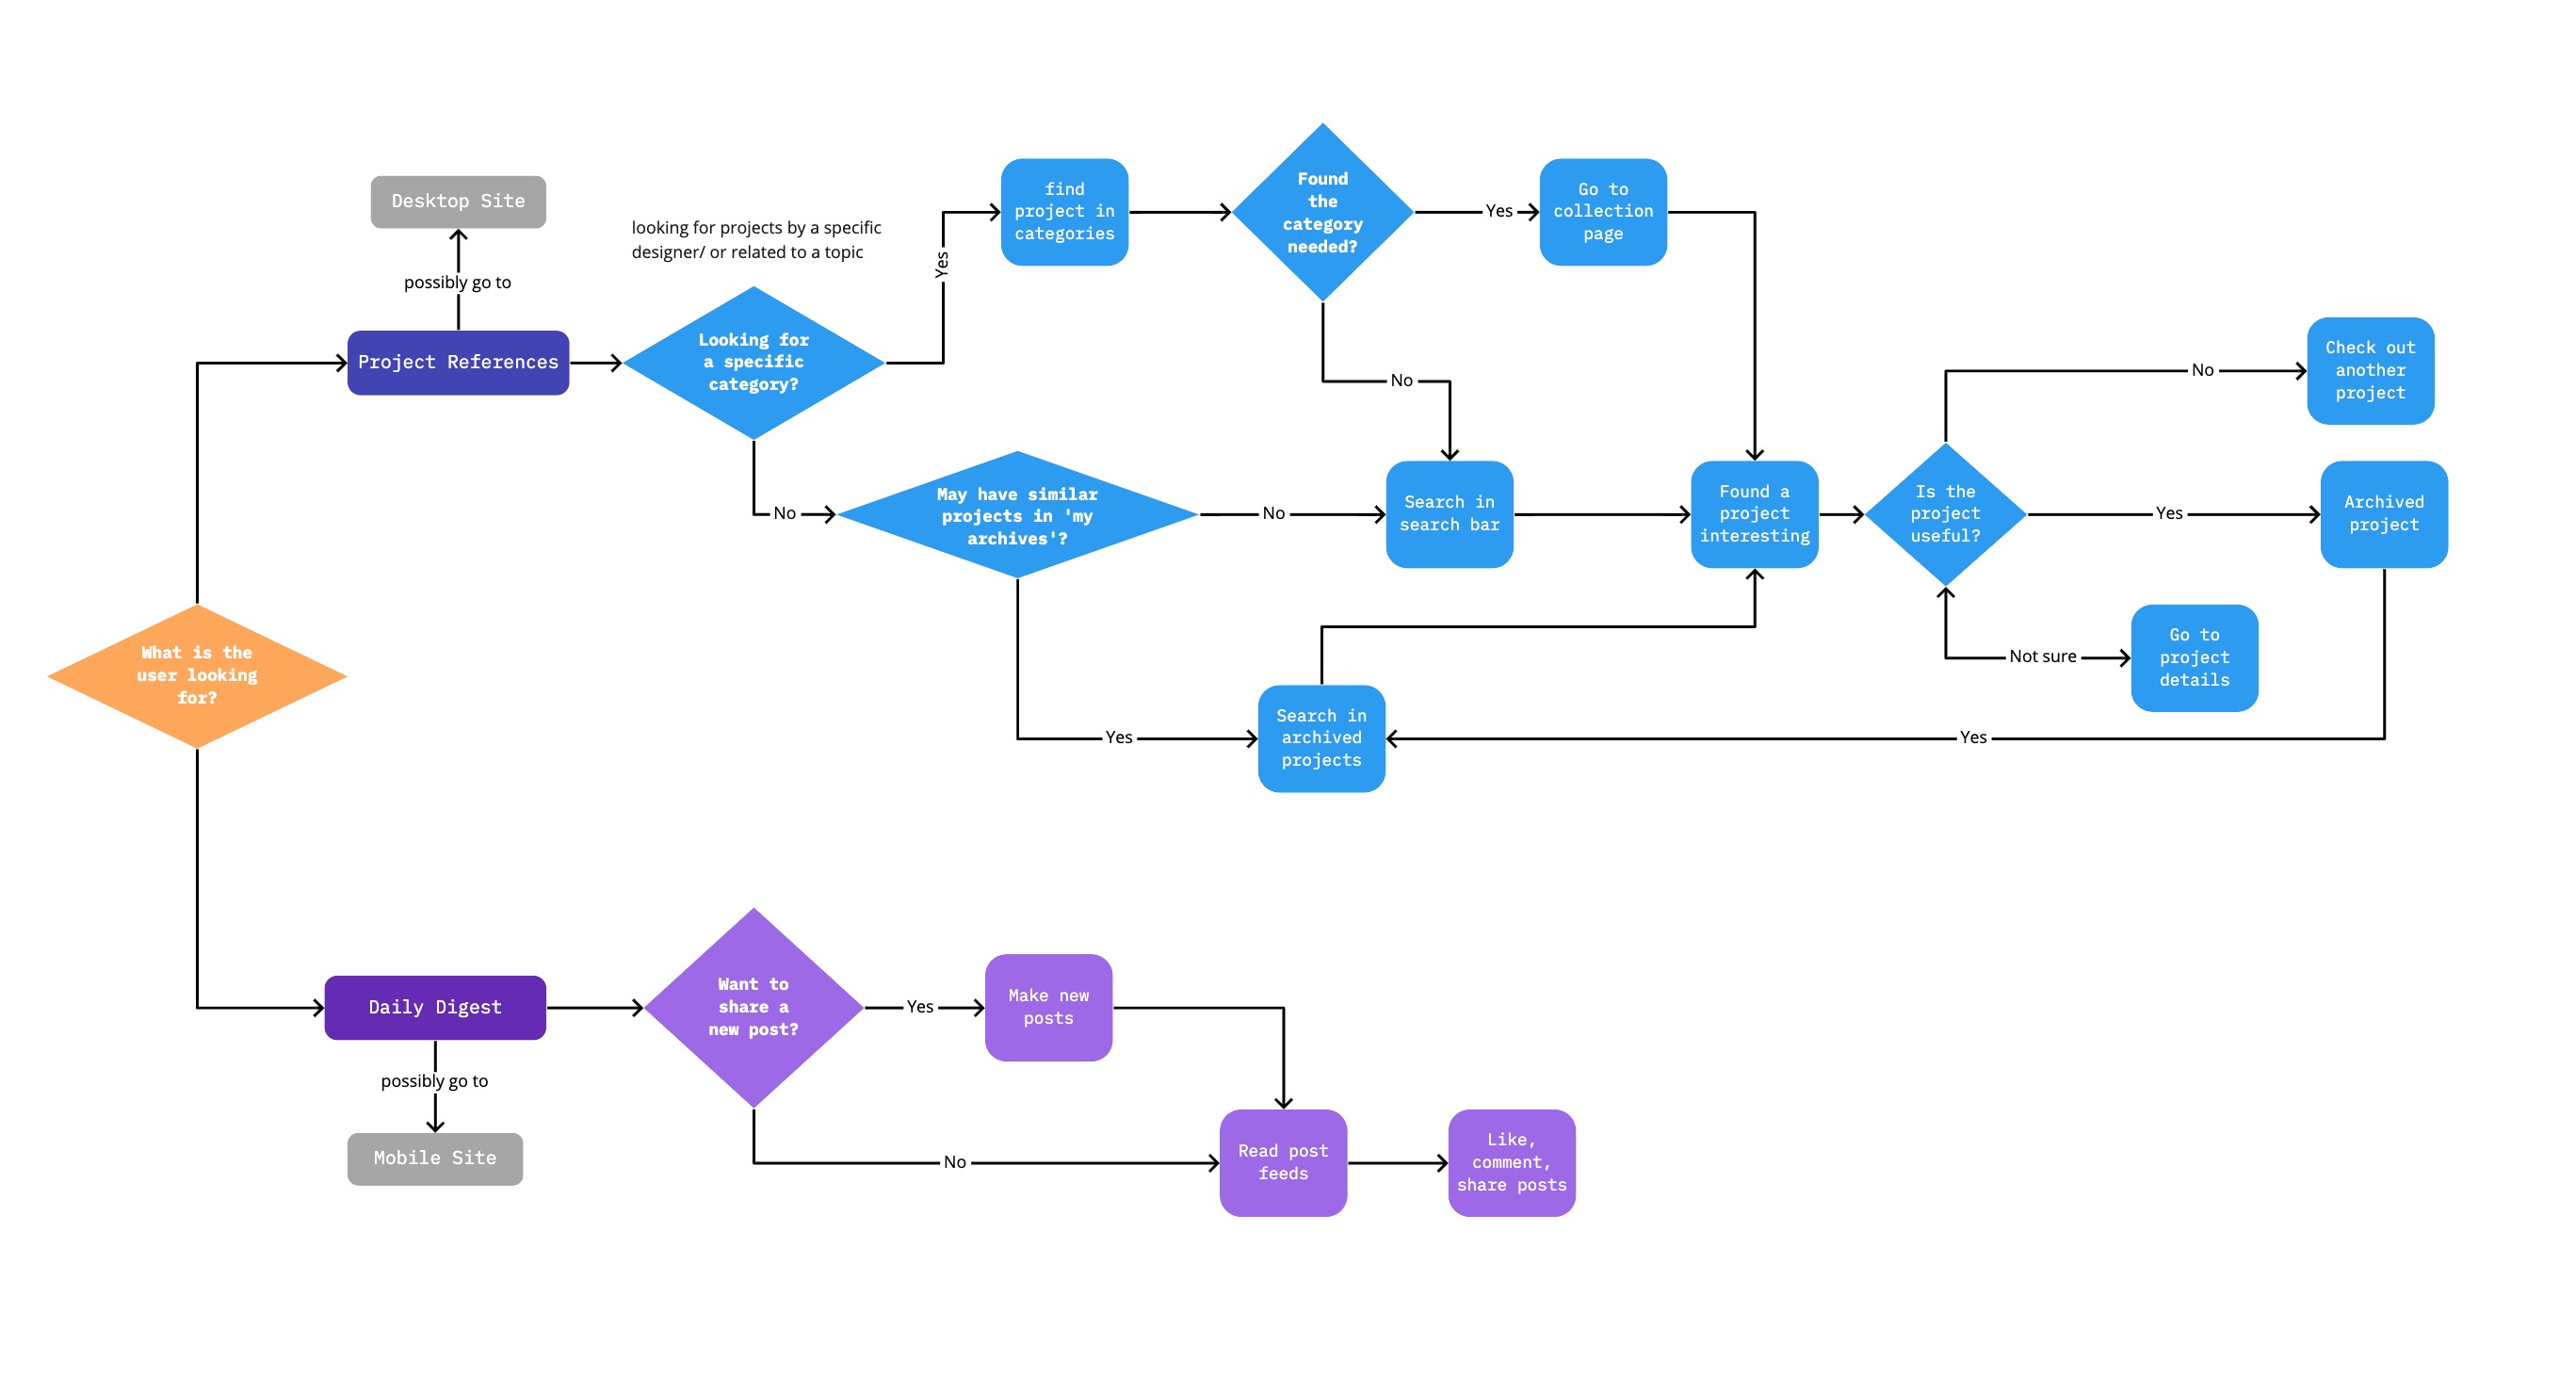 Desktop Site
possibly go to
Project References
looking for projects by a specific
designer/ or related to a topic
Looking for
a specific
category?
Yes
find
project in
categories
Found
the
category
needed?
Yes
Go to
collection
page
No
No
May have similar
projects in 'my
archives'?
No
Search in
search bar
Found a
project
interesting
Is the
project
useful?
No
Check out
another
project
Yes
Archived
project
Not sure
Go to
project
details
Yes
Search in
archived
projects
Yes
What is the
user looking
for?
Daily Digest
possibly go to
Mobile Site
Want to
share a
new post?
Yes
Make new
posts
No
Read post
feeds
Like,
comment,
share posts